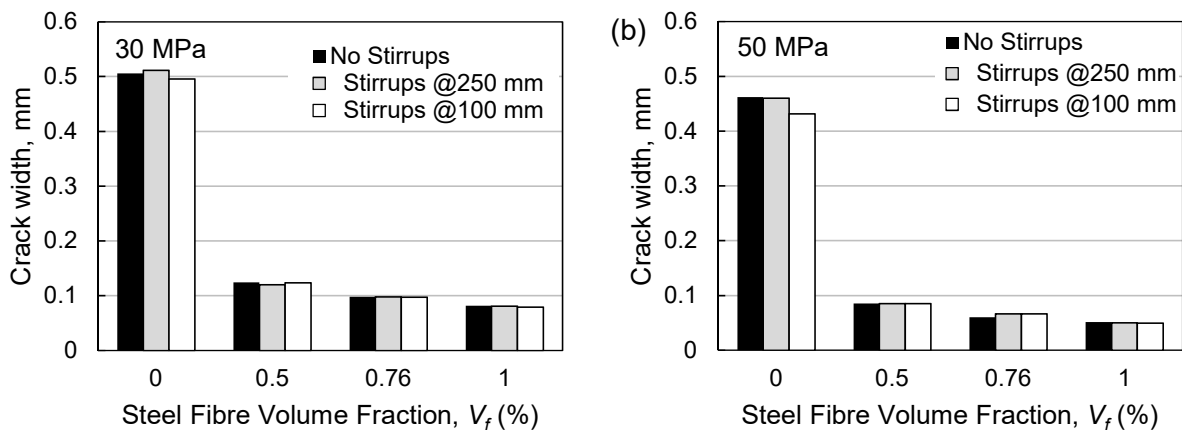 0.6
0.5
0.4
0.3
0.2
0.1
0
Crack width, mm
30 MPa
No Stirrups
Stirrups @250 mm
Stirrups @100 mm
0 0.5 0.76 1
Steel Fibre Volume Fraction, V_f (%)
(b)
0.6
0.5
0.4
0.3
0.2
0.1
0
Crack width, mm
50 MPa
No Stirrups
Stirrups @250 mm
Stirrups @100 mm
0 0.5 0.76 1
Steel Fibre Volume Fraction, V_f (%)